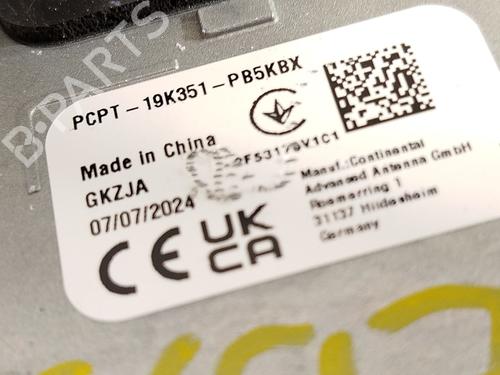 PCPT-19K351-PB5KBX
Made in China
GKZJA
07/07/2024
CE
UK
CA
Manuf.:Continental
Advanced Antenna GmbH
Roemerring 1
31137 Hildesheim
Germany
B-PARTS